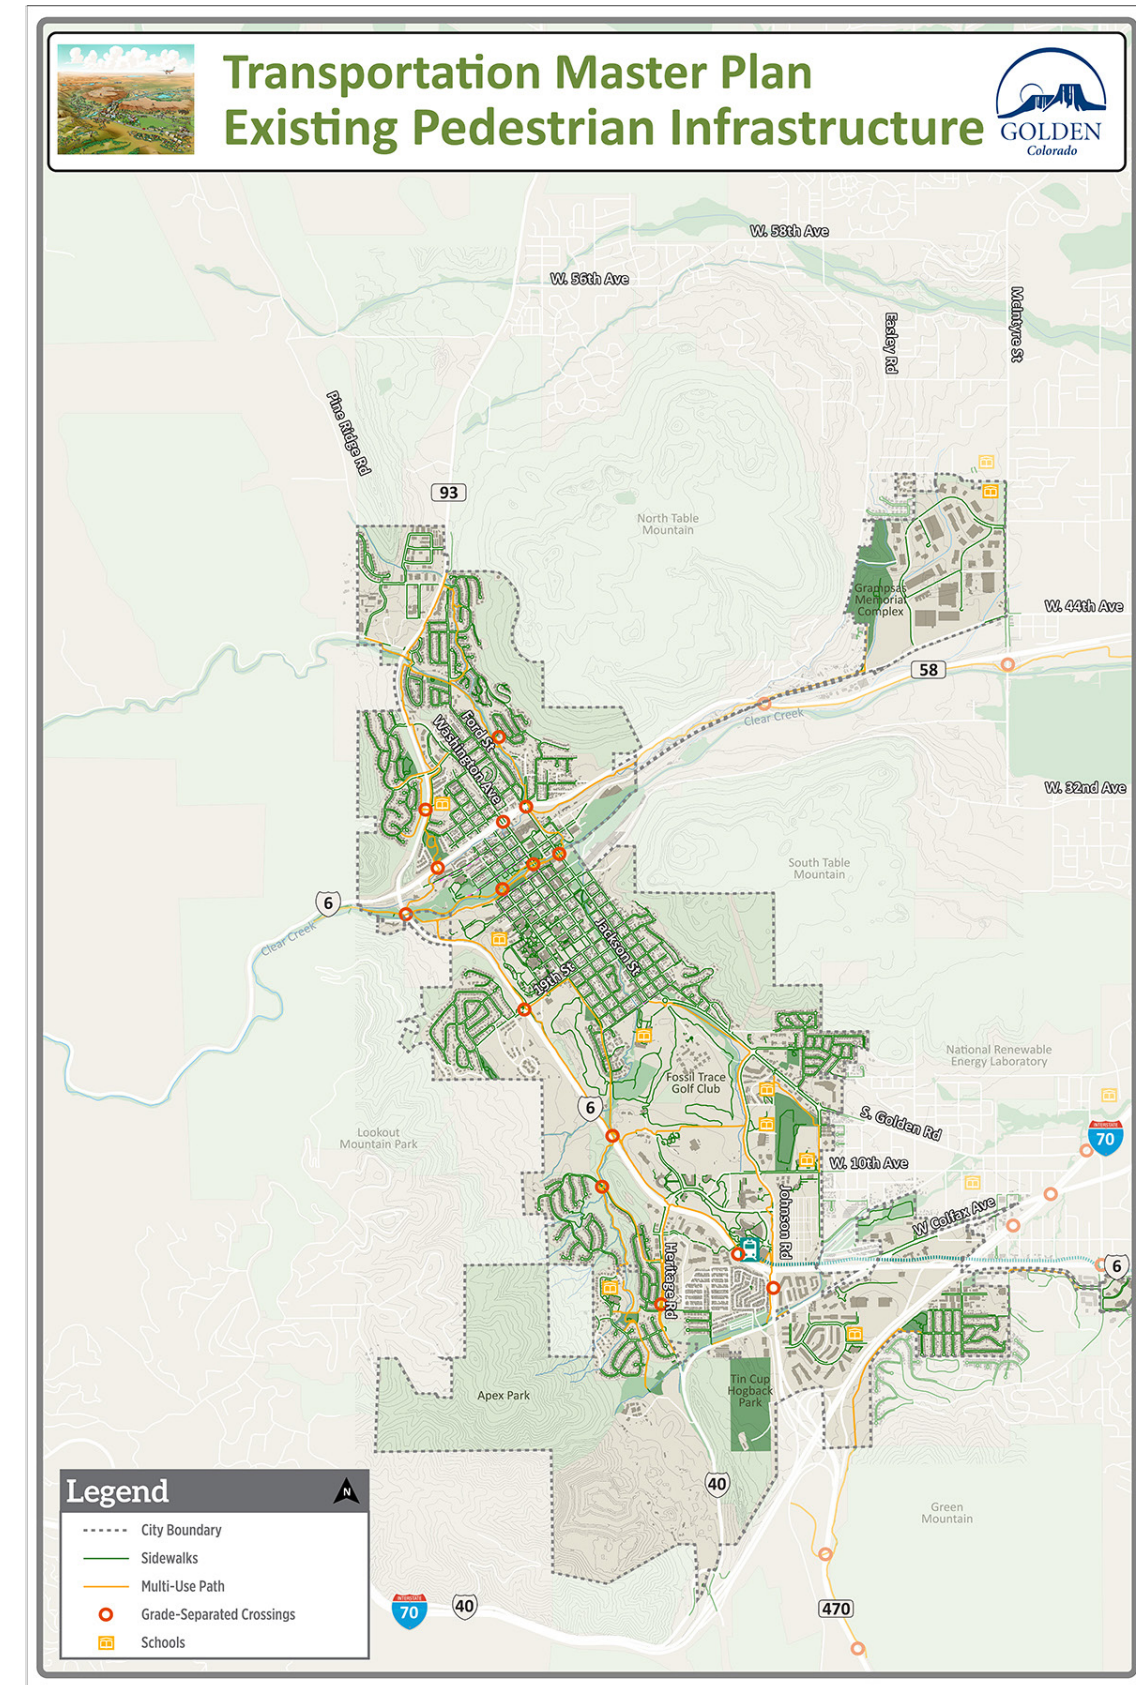 Transportation Master Plan
Existing Pedestrian Infrastructure
GOLDEN
Colorado
W. 58th Ave
W. 56th Ave
McIntyre St
Easley Rd
Pine Ridge Rd
93
North Table
Mountain
Grampsas
Memorial
Complex
W. 44th Ave
58
Clear Creek
Ford St
Washington Ave
W. 32nd Ave
South Table
Mountain
6
Clear Creek
Jackson St
19th St
National Renewable
Energy Laboratory
Fossil Trace
Golf Club
6
S. Golden Rd
INTERSTATE
70
Lookout
Mountain Park
W. 10th Ave
Johnson Rd
W Colfax Ave
Heritage Rd
6
Apex Park
Tin Cup
Hogback
Park
40
Green
Mountain
Legend
N
City Boundary
Sidewalks
Multi-Use Path
Grade-Separated Crossings
Schools
INTERSTATE
70
40
470